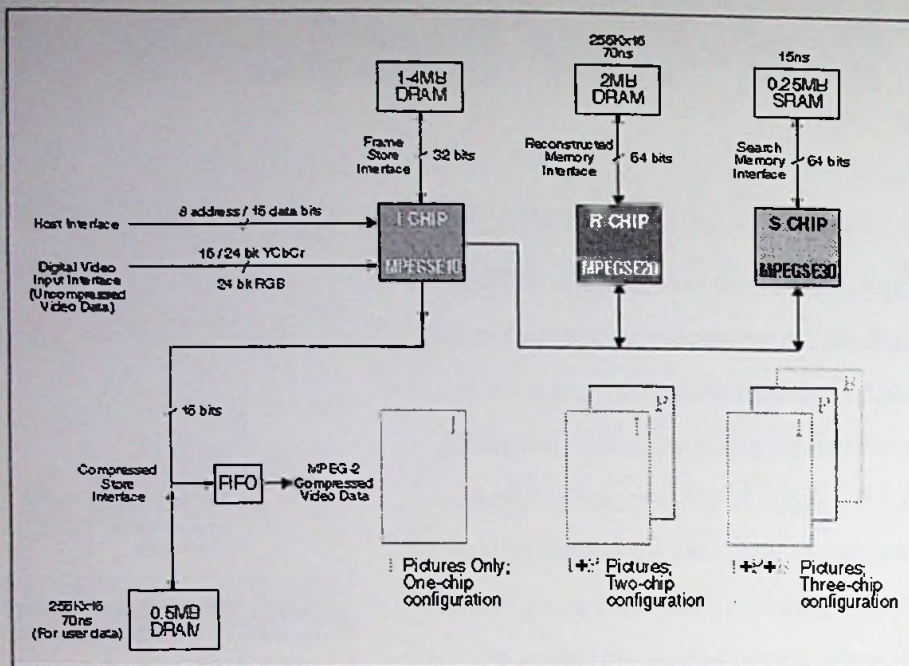 1-4MB
DRAM
256Kx16
70ns
2MB
DRAM
15ns
0.25MB
SRAM
Frame
Store
Interface
32 bits
Reconstructed
Memory
Interface
64 bits
Search
Memory
Interface
64 bits
Host Interface
8 address / 16 data bits
I CHIP
MPEGSE10
R CHIP
MPEGSE20
S CHIP
MPEGSE30
Digital Video
Input Interface
(Uncompressed
Video Data)
16 / 24 bit YCbCr
24 bit RGB
16 bits
Compressed
Store
Interface
FIFO
MPEG-2
Compressed
Video Data
I
I
P
I
P
B
I Pictures Only;
One-chip
configuration
I+P Pictures;
Two-chip
configuration
I+P+B Pictures;
Three-chip
configuration
256Kx16
70ns
(For user data)
0.5MB
DRAM